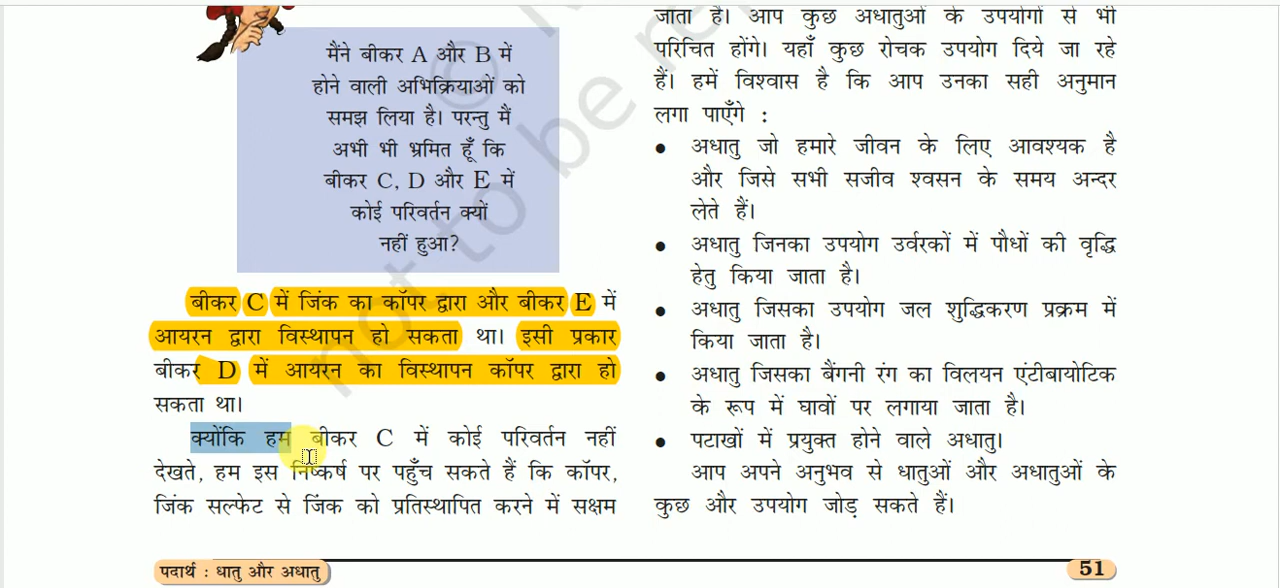 मैंने बीकर A और B में
होने वाली अभिक्रियाओं को
समझ लिया है। परन्तु मैं
अभी भी भ्रमित हूँ कि
बीकर C, D और E में
कोई परिवर्तन क्यों
नहीं हुआ?
बीकर C में जिंक का कॉपर द्वारा और बीकर E में
आयरन द्वारा विस्थापन हो सकता था। इसी प्रकार
बीकर D में आयरन का विस्थापन कॉपर द्वारा हो
सकता था।
क्योंकि हम बीकर C में कोई परिवर्तन नहीं
देखते, हम इस निष्कर्ष पर पहुँच सकते हैं कि कॉपर,
जिंक सल्फेट से जिंक को प्रतिस्थापित करने में सक्षम
जाता है। आप कुछ अधातुओं के उपयोगों से भी
परिचित होंगे। यहाँ कुछ रोचक उपयोग दिये जा रहे
हैं। हमें विश्वास है कि आप उनका सही अनुमान
लगा पाएँगे :
● अधातु जो हमारे जीवन के लिए आवश्यक है
और जिसे सभी सजीव श्वसन के समय अन्दर
लेते हैं।
● अधातु जिनका उपयोग उर्वरकों में पौधों की वृद्धि
हेतु किया जाता है।
● अधातु जिसका उपयोग जल शुद्धिकरण प्रक्रम में
किया जाता है।
● अधातु जिसका बैंगनी रंग का विलयन एंटीबायोटिक
के रूप में घावों पर लगाया जाता है।
● पटाखों में प्रयुक्त होने वाले अधातु।
आप अपने अनुभव से धातुओं और अधातुओं के
कुछ और उपयोग जोड़ सकते हैं।
पदार्थ : धातु और अधातु
51
© 
not to be rep